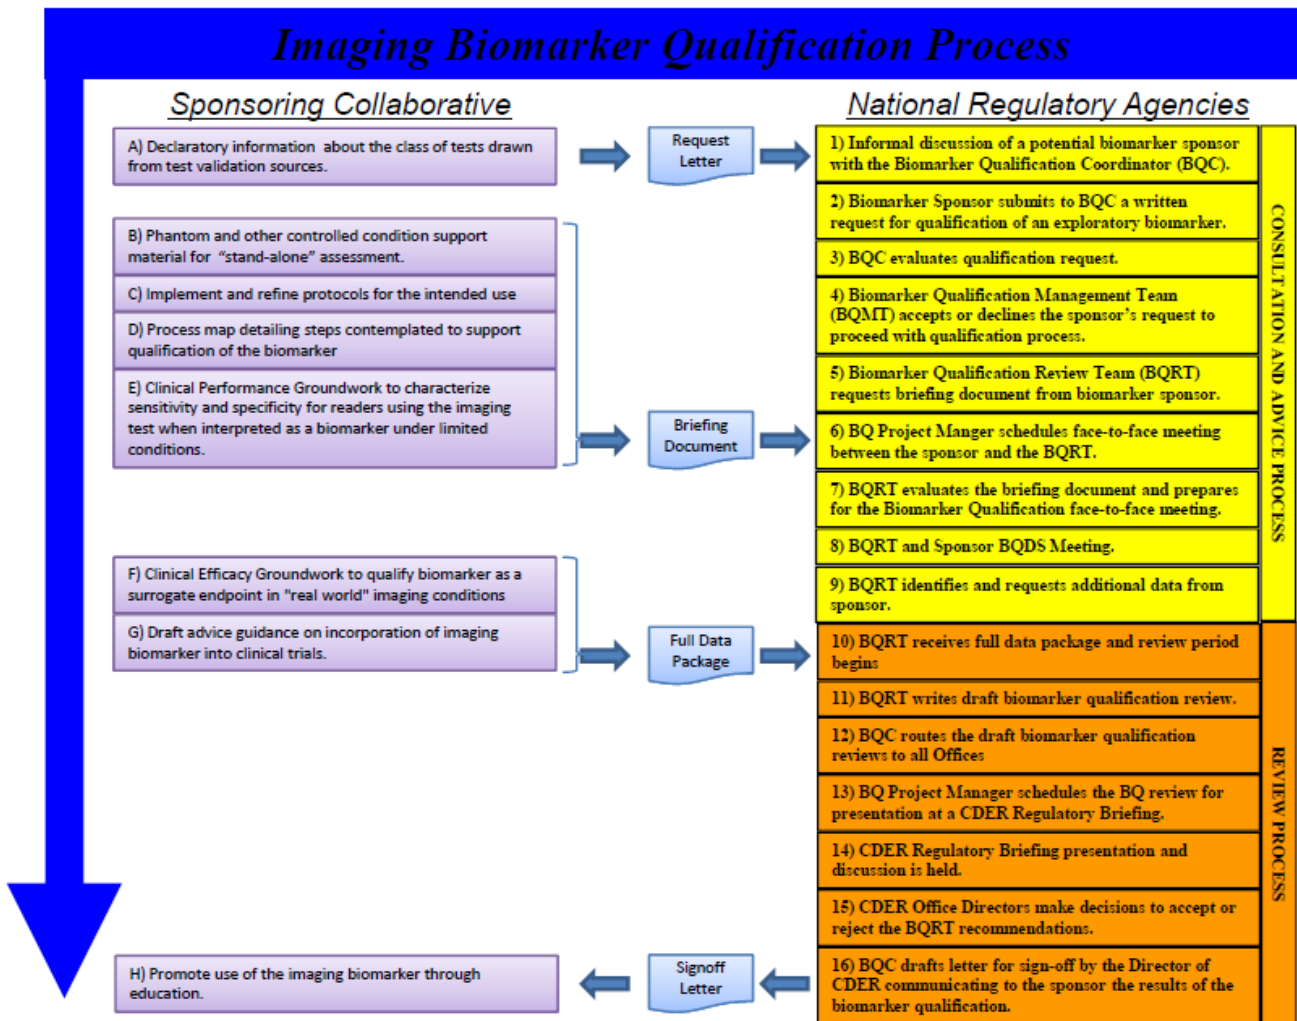 Imaging Biomarker Qualification Process
Sponsoring Collaborative
National Regulatory Agencies
A) Declaratory information about the class of tests drawn
from test validation sources.
Request
Letter
1) Informal discussion of a potential biomarker sponsor
with the Biomarker Qualification Coordinator (BQC).
2) Biomarker Sponsor submits to BQC a written
request for qualification of an exploratory biomarker.
B) Phantom and other controlled condition support
material for “stand-alone” assessment.
3) BQC evaluates qualification request.
C) Implement and refine protocols for the intended use
4) Biomarker Qualification Management Team
(BQMT) accepts or declines the sponsor’s request to
proceed with qualification process.
D) Process map detailing steps contemplated to support
qualification of the biomarker
5) Biomarker Qualification Review Team (BQRT)
requests briefing document from biomarker sponsor.
E) Clinical Performance Groundwork to characterize
sensitivity and specificity for readers using the imaging
test when interpreted as a biomarker under limited
conditions.
Briefing
Document
6) BQ Project Manger schedules face-to-face meeting
between the sponsor and the BQRT.
7) BQRT evaluates the briefing document and prepares
for the Biomarker Qualification face-to-face meeting.
8) BQRT and Sponsor BQDS Meeting.
9) BQRT identifies and requests additional data from
sponsor.
CONSULTATION AND ADVICE PROCESS
F) Clinical Efficacy Groundwork to qualify biomarker as a
surrogate endpoint in "real world" imaging conditions
G) Draft advice guidance on incorporation of imaging
biomarker into clinical trials.
Full Data
Package
10) BQRT receives full data package and review period
begins
11) BQRT writes draft biomarker qualification review.
12) BQC routes the draft biomarker qualification
reviews to all Offices
13) BQ Project Manager schedules the BQ review for
presentation at a CDER Regulatory Briefing.
14) CDER Regulatory Briefing presentation and
discussion is held.
15) CDER Office Directors make decisions to accept or
reject the BQRT recommendations.
16) BQC drafts letter for sign-off by the Director of
CDER communicating to the sponsor the results of the
biomarker qualification.
REVIEW PROCESS
Signoff
Letter
H) Promote use of the imaging biomarker through
education.